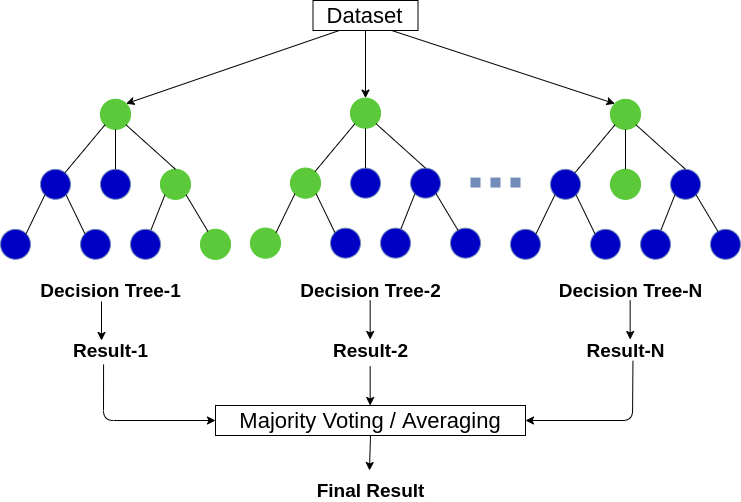 Dataset
Decision Tree-1
Decision Tree-2
Decision Tree-N
Result-1
Result-2
Result-N
Majority Voting / Averaging
Final Result